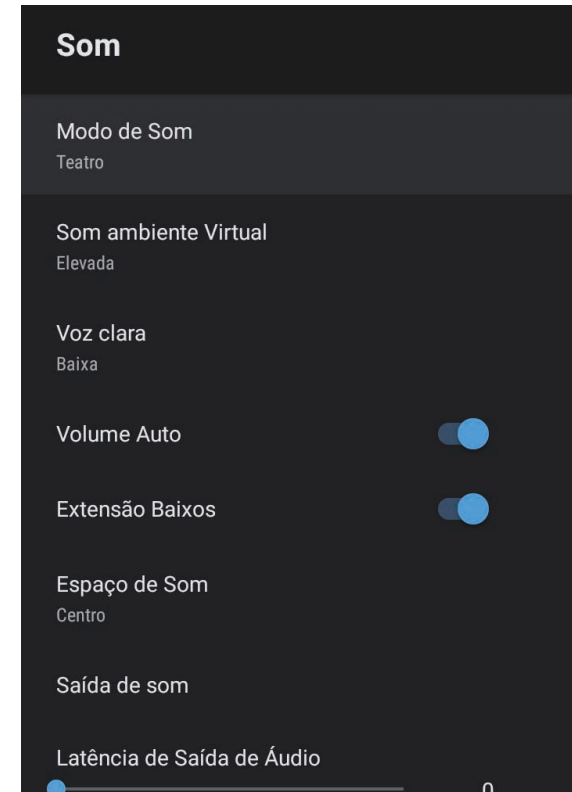 Som
Modo de Som
Teatro
Som ambiente Virtual
Elevada
Voz clara
Baixa
Volume Auto
Extensão Baixos
Espaço de Som
Centro
Saída de som
Latência de Saída de Áudio
0